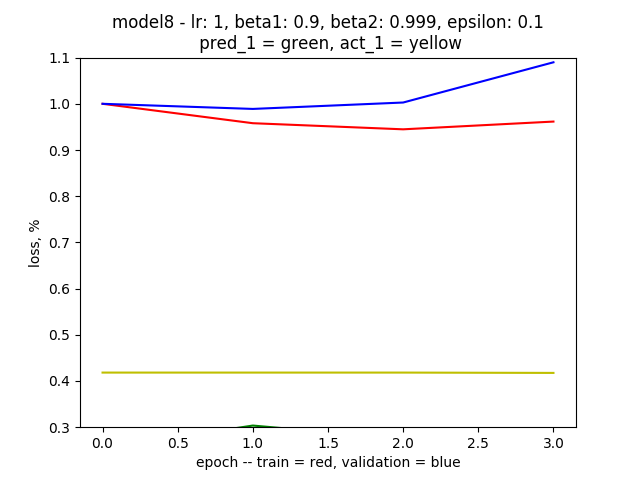 model8 - lr: 1, beta1: 0.9, beta2: 0.999, epsilon: 0.1
pred_1 = green, act_1 = yellow
1.1
1.0
0.9
0.8
0.7
0.6
0.5
0.4
0.3
loss, %
0.0 0.5 1.0 1.5 2.0 2.5 3.0
epoch -- train = red, validation = blue